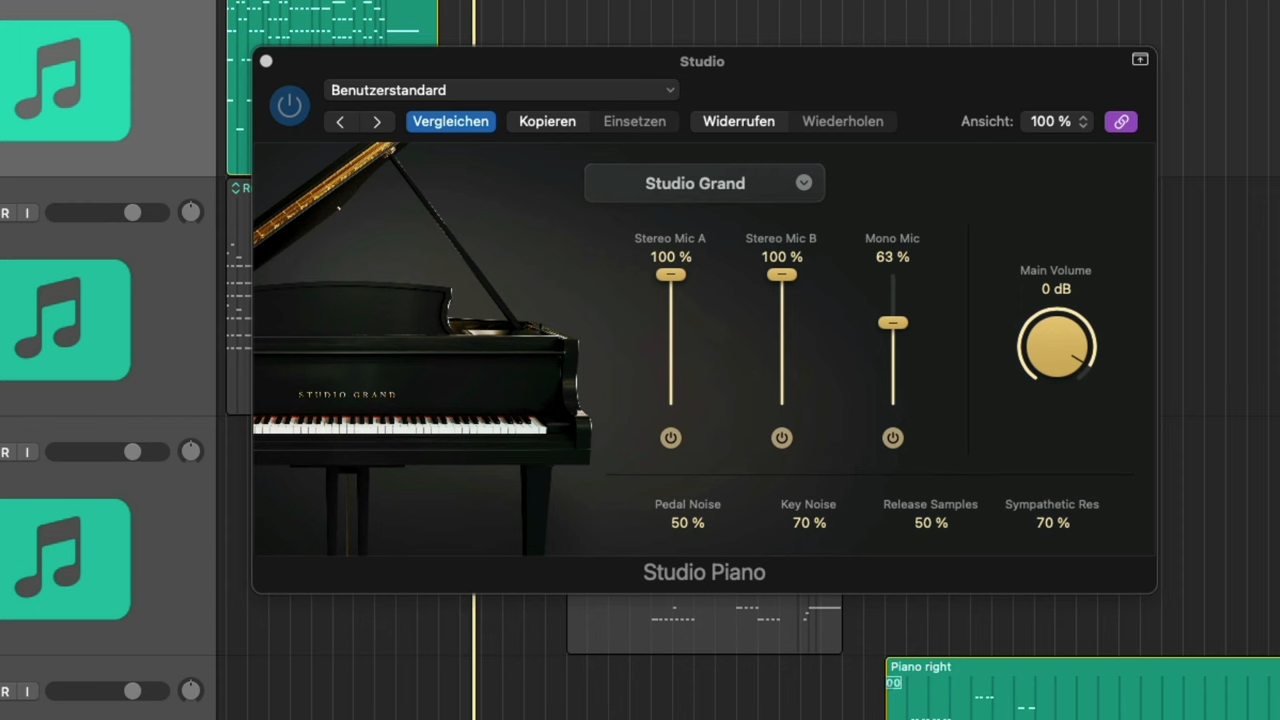 Studio
Benutzerstandard
Vergleichen Kopieren Einsetzen Widerrufen Wiederholen Ansicht: 100 %
Studio Grand
Stereo Mic A Stereo Mic B Mono Mic
100 % 100 % 63 %
Main Volume
0 dB
STUDIO GRAND
Pedal Noise Key Noise Release Samples Sympathetic Res
50 % 70 % 50 % 70 %
Studio Piano
R I
R I
R I
Piano right